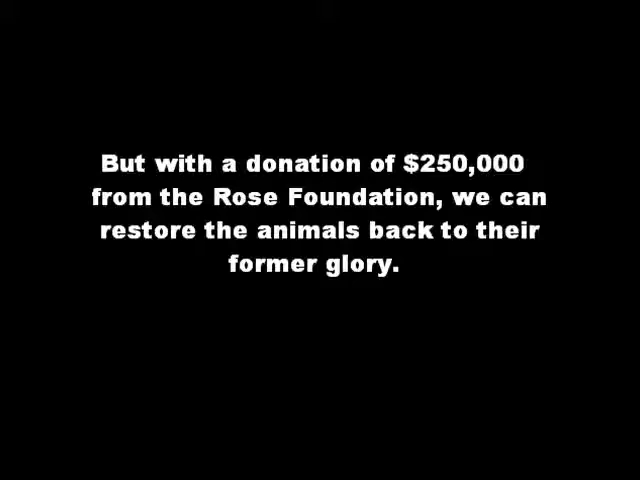 But with a donation of $250,000
from the Rose Foundation, we can
restore the animals back to their
former glory.